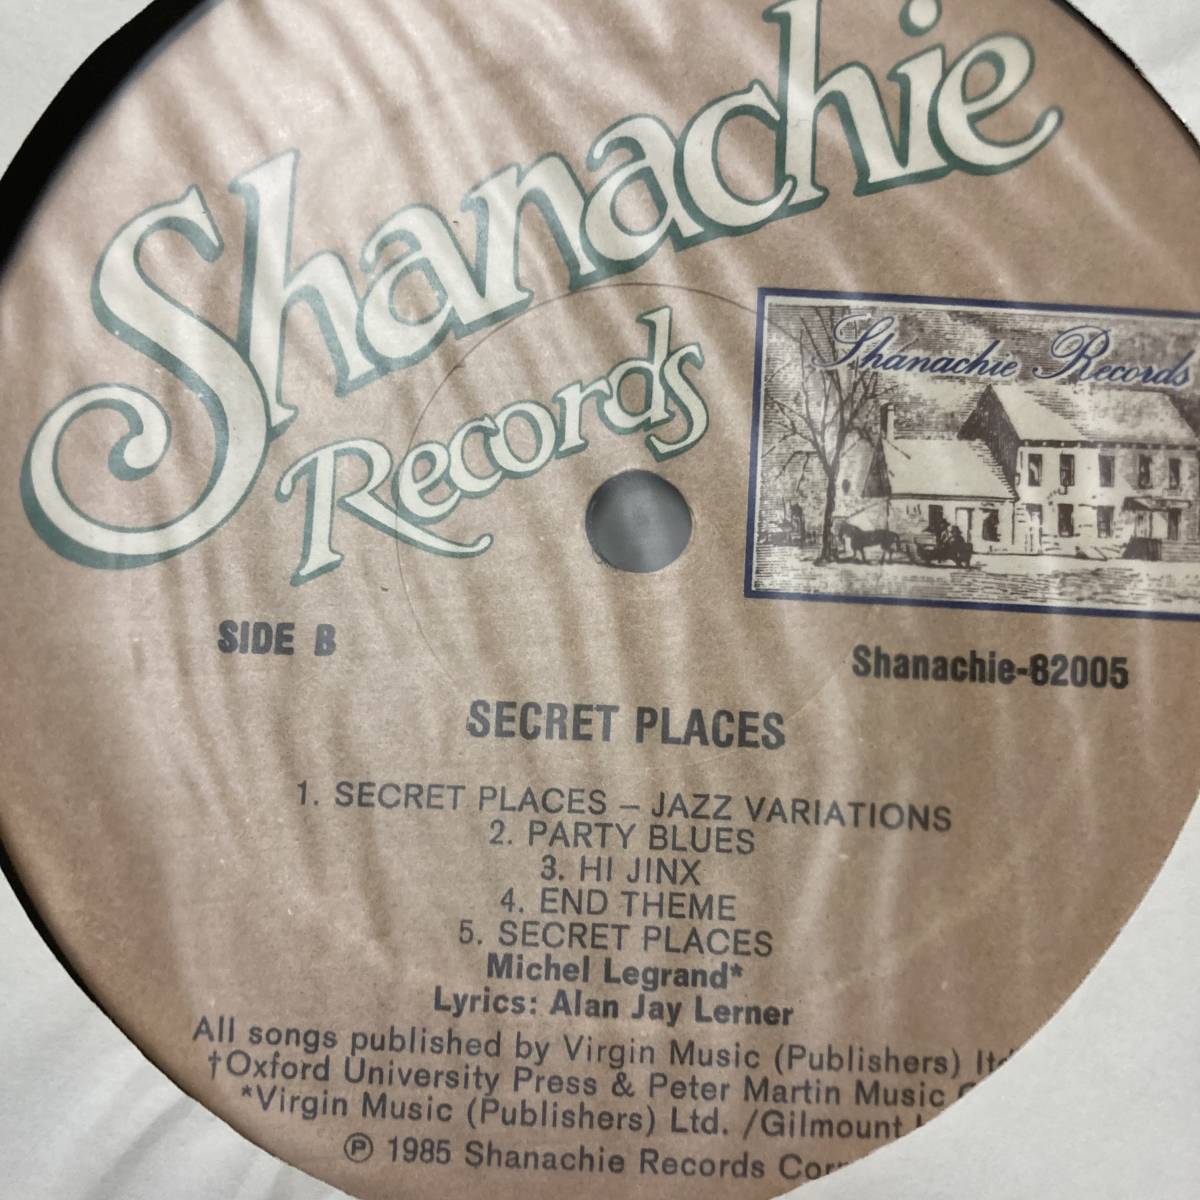 Shanachie
Records
Shanachie Records
SIDE B
Shanachie-82005
SECRET PLACES
1. SECRET PLACES – JAZZ VARIATIONS
2. PARTY BLUES
3. HI JINX
4. END THEME
5. SECRET PLACES
Michel Legrand*
Lyrics: Alan Jay Lerner
All songs published by Virgin Music (Publishers)
†Oxford University Press & Peter Martin Music
*Virgin Music (Publishers) Ltd. /Gilmount
℗ 1985 Shanachie Records